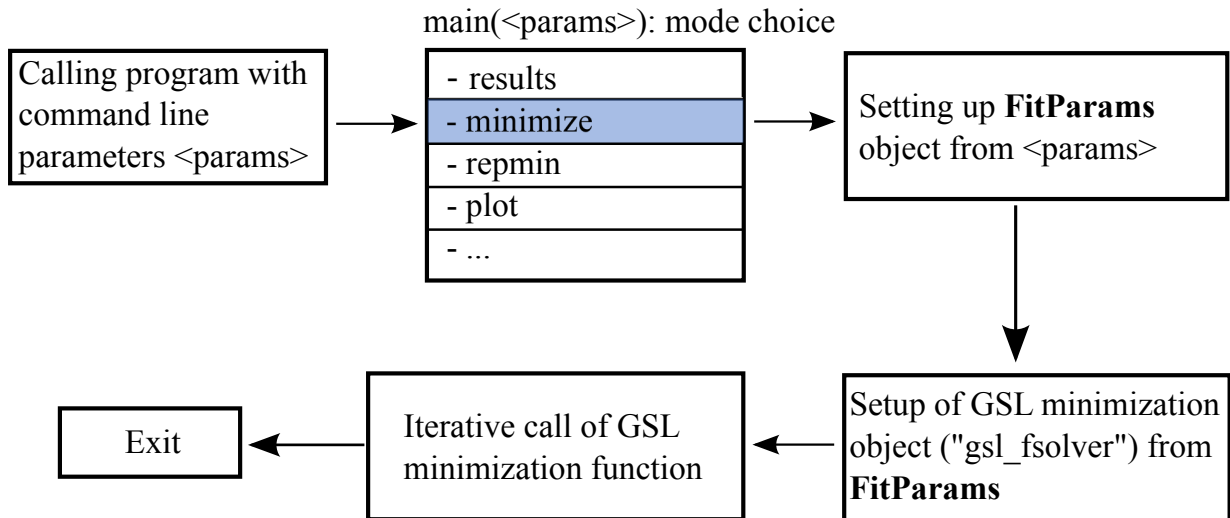 main(<params>): mode choice
Calling program with
command line
parameters <params>
- results
- minimize
- repmin
- plot
- ...
Setting up FitParams
object from <params>
Setup of GSL minimization
object ("gsl_fsolver") from
FitParams
Iterative call of GSL
minimization function
Exit